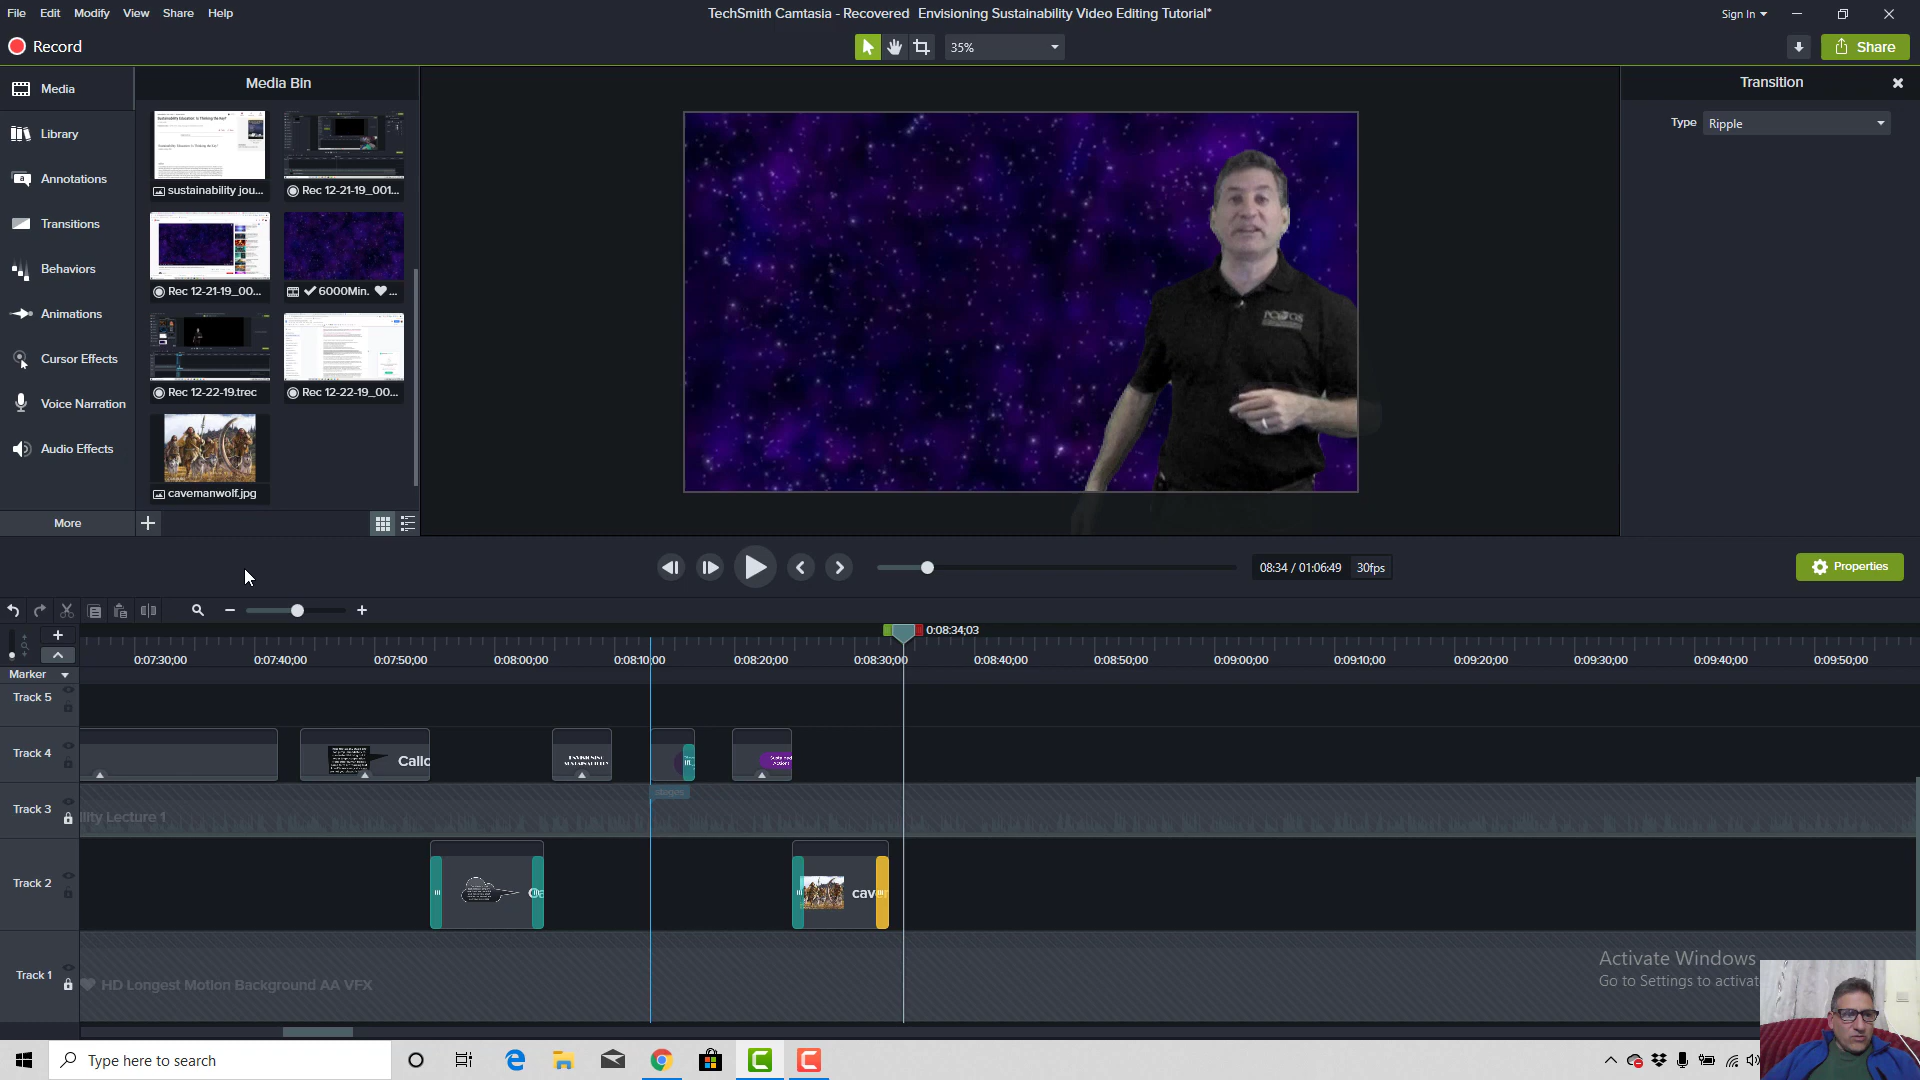 File Edit Modify View Share Help
TechSmith Camtasia - Recovered Envisioning Sustainability Video Editing Tutorial*
Sign In
Record
35%
Share
Media
Library
Annotations
Transitions
Behaviors
Animations
Cursor Effects
Voice Narration
Audio Effects
More
Media Bin
sustainability jou...
Rec 12-21-19_001...
Rec 12-21-19_00...
6000Min. ...
Rec 12-22-19.trec
Rec 12-22-19_00...
cavemanwolf.jpg
Transition
Type Ripple
08:34 / 01:06:49 30fps
Properties
0:08:34;03
0:07:30;00 0:07:40;00 0:07:50;00 0:08:00;00 0:08:10;00 0:08:20;00 0:08:30;00 0:08:40;00 0:08:50;00 0:09:00;00 0:09:10;00 0:09:20;00 0:09:30;00 0:09:40;00 0:09:50;00
Marker
Track 5
Track 4
Callo
ENVISIONING
SUSTAINABILITY
stages
Track 3
ility Lecture 1
Track 2
Ca
cave
Track 1
HD Longest Motion Background AA VFX
Activate Windows
Go to Settings to activat
Type here to search